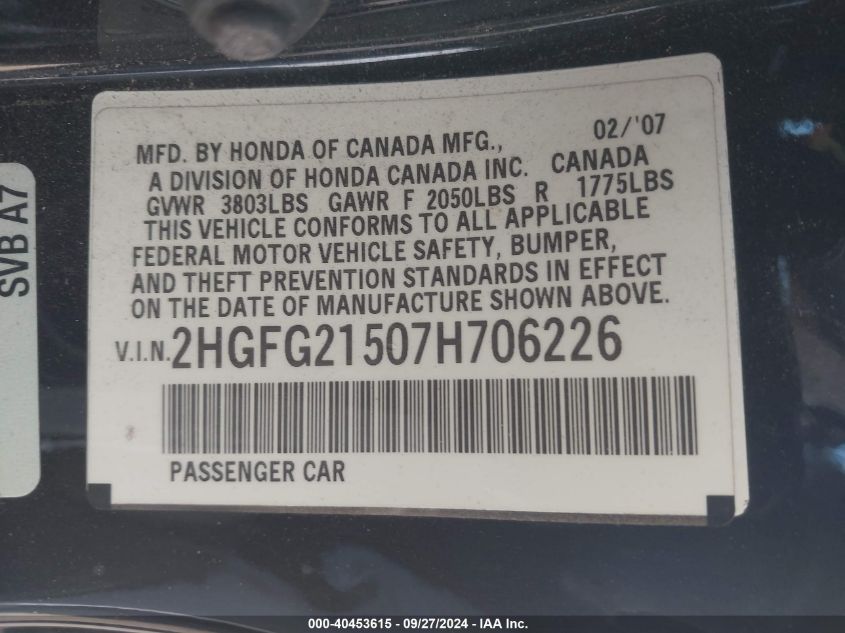 SVB A7
MFD. BY HONDA OF CANADA MFG., 02/'07
A DIVISION OF HONDA CANADA INC. CANADA
GVWR 3803LBS GAWR F 2050LBS R 1775LBS
THIS VEHICLE CONFORMS TO ALL APPLICABLE
FEDERAL MOTOR VEHICLE SAFETY, BUMPER,
AND THEFT PREVENTION STANDARDS IN EFFECT
ON THE DATE OF MANUFACTURE SHOWN ABOVE.
V.I.N. 2HGFG21507H706226
PASSENGER CAR
000 - 40453615 - 09/27/2024 - IAA Inc.